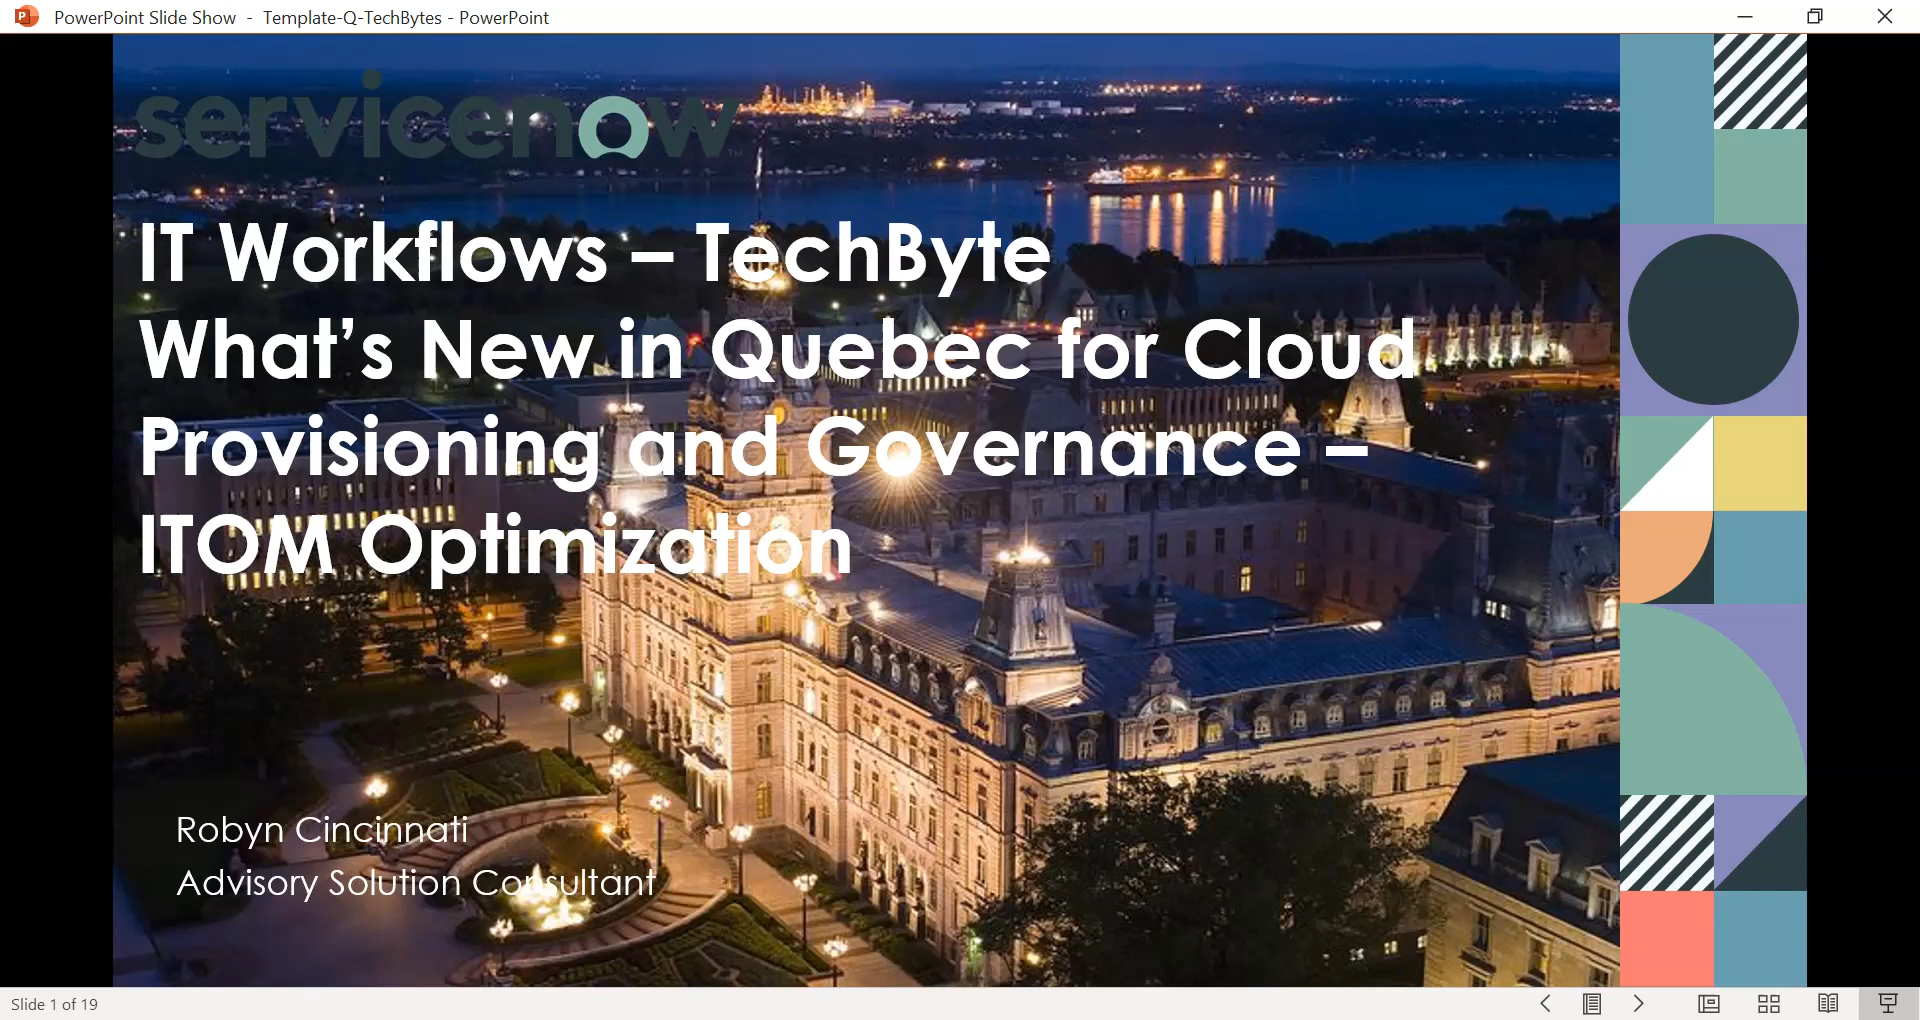 PowerPoint Slide Show - Template-Q-TechBytes - PowerPoint
servicenow
IT Workflows – TechByte
What’s New in Quebec for Cloud
Provisioning and Governance –
ITOM Optimization
Robyn Cincinnati
Advisory Solution Consultant
Slide 1 of 19